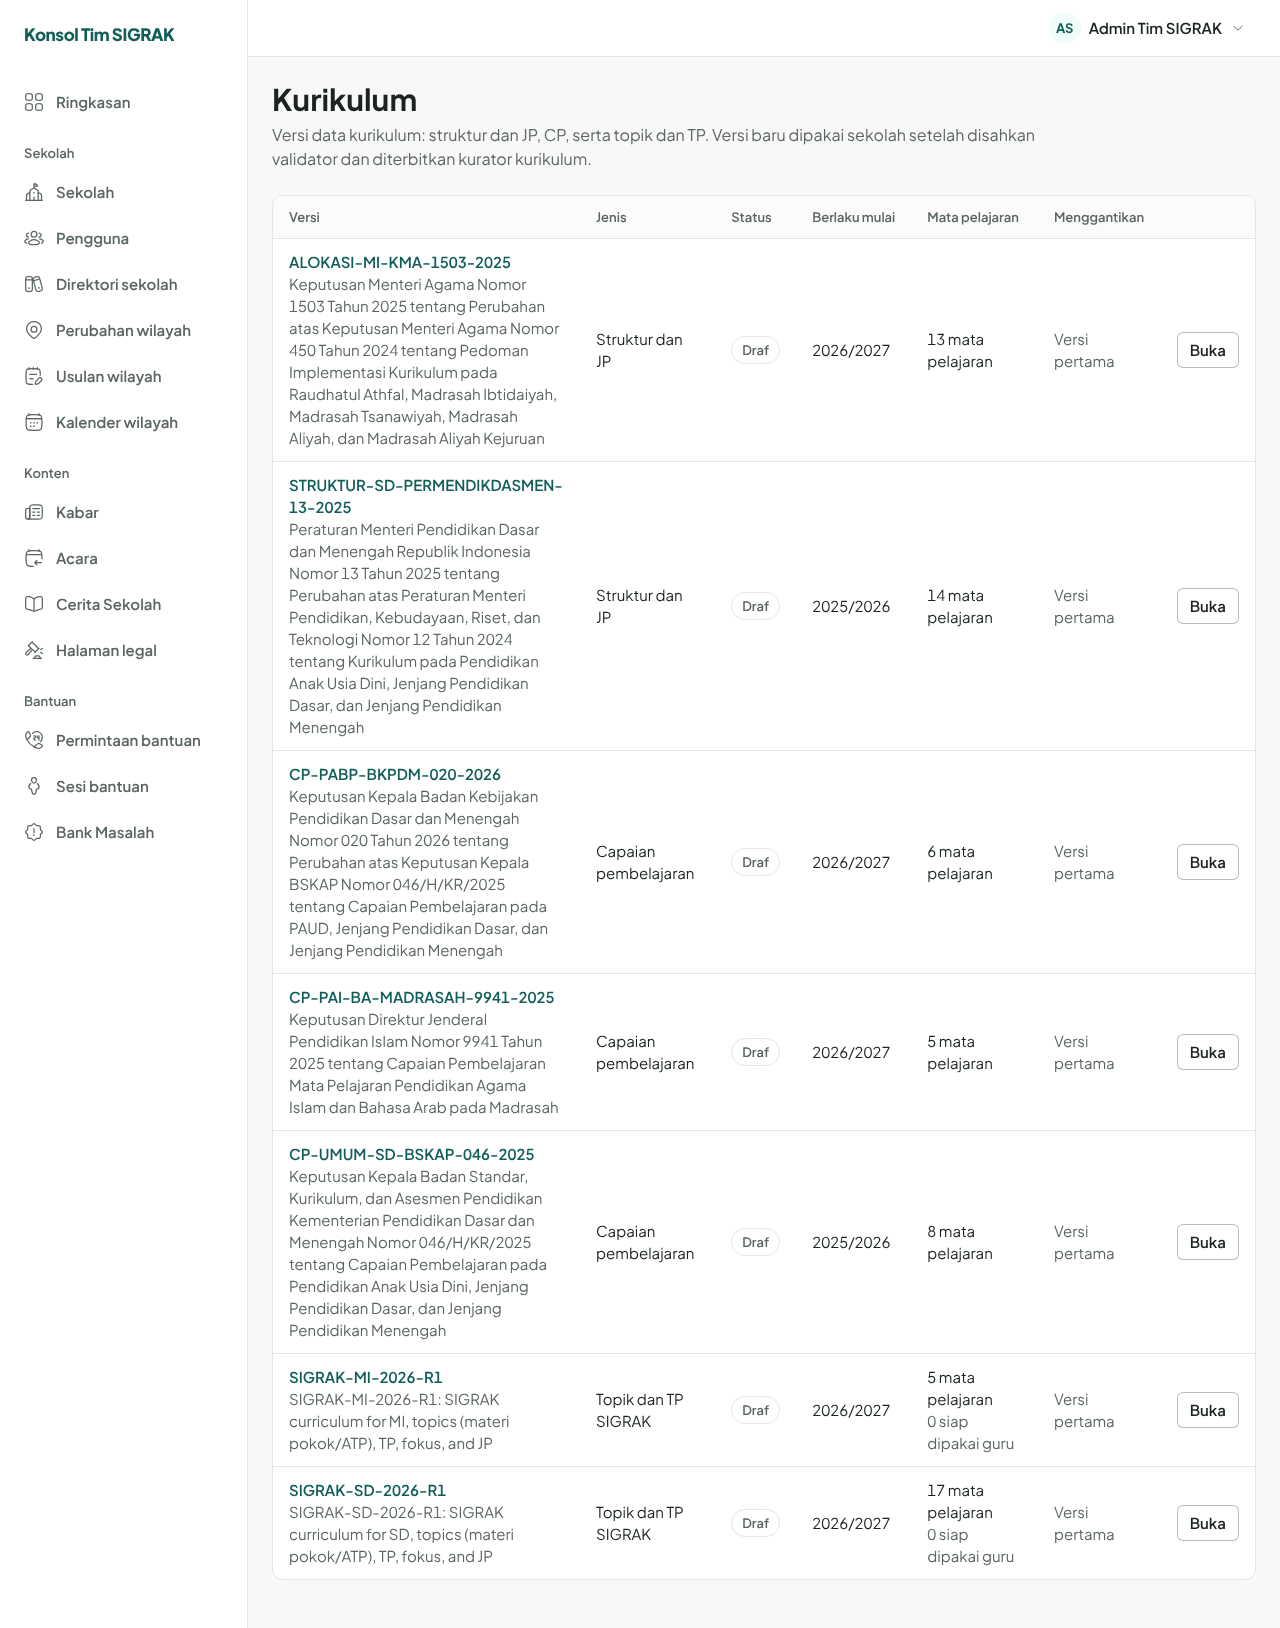 Konsol Tim SIGRAK
AS Admin Tim SIGRAK
Ringkasan
Sekolah
Sekolah
Pengguna
Direktori sekolah
Perubahan wilayah
Usulan wilayah
Kalender wilayah
Konten
Kabar
Acara
Cerita Sekolah
Halaman legal
Bantuan
Permintaan bantuan
Sesi bantuan
Bank Masalah
Kurikulum
Versi data kurikulum: struktur dan JP, CP, serta topik dan TP. Versi baru dipakai sekolah setelah disahkan
validator dan diterbitkan kurator kurikulum.
Versi Jenis Status Berlaku mulai Mata pelajaran Menggantikan
ALOKASI-MI-KMA-1503-2025
Keputusan Menteri Agama Nomor
1503 Tahun 2025 tentang Perubahan
atas Keputusan Menteri Agama Nomor
450 Tahun 2024 tentang Pedoman
Implementasi Kurikulum pada
Raudhatul Athfal, Madrasah Ibtidaiyah,
Madrasah Tsanawiyah, Madrasah
Aliyah, dan Madrasah Aliyah Kejuruan
Struktur dan
JP
Draf
2026/2027
13 mata
pelajaran
Versi
pertama
Buka
STRUKTUR-SD-PERMENDIKDASMEN-
13-2025
Peraturan Menteri Pendidikan Dasar
dan Menengah Republik Indonesia
Nomor 13 Tahun 2025 tentang
Perubahan atas Peraturan Menteri
Pendidikan, Kebudayaan, Riset, dan
Teknologi Nomor 12 Tahun 2024
tentang Kurikulum pada Pendidikan
Anak Usia Dini, Jenjang Pendidikan
Dasar, dan Jenjang Pendidikan
Menengah
Struktur dan
JP
Draf
2025/2026
14 mata
pelajaran
Versi
pertama
Buka
CP-PABP-BKPDM-020-2026
Keputusan Kepala Badan Kebijakan
Pendidikan Dasar dan Menengah
Nomor 020 Tahun 2026 tentang
Perubahan atas Keputusan Kepala
BSKAP Nomor 046/H/KR/2025
tentang Capaian Pembelajaran pada
PAUD, Jenjang Pendidikan Dasar, dan
Jenjang Pendidikan Menengah
Capaian
pembelajaran
Draf
2026/2027
6 mata
pelajaran
Versi
pertama
Buka
CP-PAI-BA-MADRASAH-9941-2025
Keputusan Direktur Jenderal
Pendidikan Islam Nomor 9941 Tahun
2025 tentang Capaian Pembelajaran
Mata Pelajaran Pendidikan Agama
Islam dan Bahasa Arab pada Madrasah
Capaian
pembelajaran
Draf
2026/2027
5 mata
pelajaran
Versi
pertama
Buka
CP-UMUM-SD-BSKAP-046-2025
Keputusan Kepala Badan Standar,
Kurikulum, dan Asesmen Pendidikan
Kementerian Pendidikan Dasar dan
Menengah Nomor 046/H/KR/2025
tentang Capaian Pembelajaran pada
Pendidikan Anak Usia Dini, Jenjang
Pendidikan Dasar, dan Jenjang
Pendidikan Menengah
Capaian
pembelajaran
Draf
2025/2026
8 mata
pelajaran
Versi
pertama
Buka
SIGRAK-MI-2026-R1
SIGRAK-MI-2026-R1: SIGRAK
curriculum for MI, topics (materi
pokok/ATP), TP, fokus, and JP
Topik dan TP
SIGRAK
Draf
2026/2027
5 mata
pelajaran
0 siap
dipakai guru
Versi
pertama
Buka
SIGRAK-SD-2026-R1
SIGRAK-SD-2026-R1: SIGRAK
curriculum for SD, topics (materi
pokok/ATP), TP, fokus, and JP
Topik dan TP
SIGRAK
Draf
2026/2027
17 mata
pelajaran
0 siap
dipakai guru
Versi
pertama
Buka